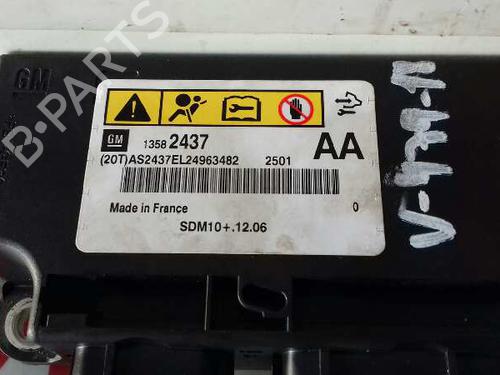 GM
B-PARTS
GM 1358 2437 AA
(20T)AS2437EL24963482 2501
Made in France 0
SDM10+.12.06